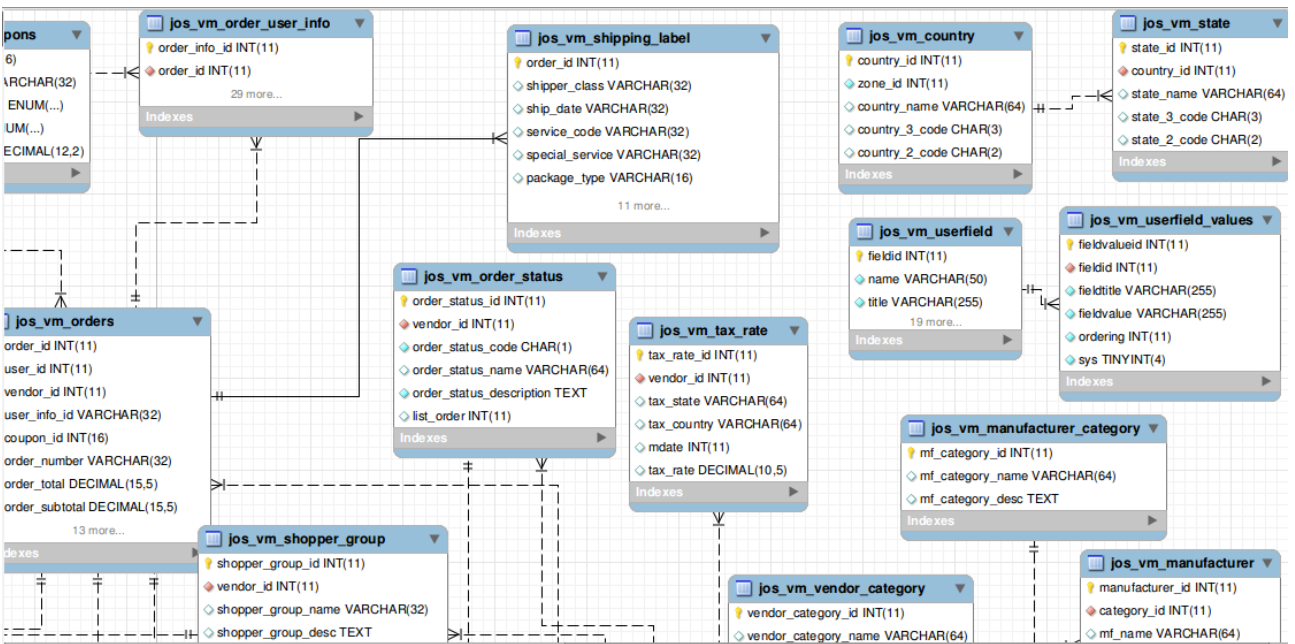 pons
6)
ARCHAR(32)
ENUM(...)
UM(...)
ECIMAL(12,2)
jos_vm_order_user_info
order_info_id INT(11)
order_id INT(11)
29 more...
Indexes
jos_vm_shipping_label
order_id INT(11)
shipper_class VARCHAR(32)
ship_date VARCHAR(32)
service_code VARCHAR(32)
special_service VARCHAR(32)
package_type VARCHAR(16)
11 more...
Indexes
jos_vm_country
country_id INT(11)
zone_id INT(11)
country_name VARCHAR(64)
country_3_code CHAR(3)
country_2_code CHAR(2)
Indexes
jos_vm_state
state_id INT(11)
country_id INT(11)
state_name VARCHAR(64)
state_3_code CHAR(3)
state_2_code CHAR(2)
Indexes
jos_vm_userfield
fieldid INT(11)
name VARCHAR(50)
title VARCHAR(255)
19 more...
Indexes
jos_vm_userfield_values
fieldvalueid INT(11)
fieldid INT(11)
fieldtitle VARCHAR(255)
fieldvalue VARCHAR(255)
ordering INT(11)
sys TINYINT(4)
Indexes
jos_vm_orders
order_id INT(11)
user_id INT(11)
vendor_id INT(11)
user_info_id VARCHAR(32)
coupon_id INT(16)
order_number VARCHAR(32)
order_total DECIMAL(15,5)
order_subtotal DECIMAL(15,5)
13 more...
dexes
jos_vm_order_status
order_status_id INT(11)
vendor_id INT(11)
order_status_code CHAR(1)
order_status_name VARCHAR(64)
order_status_description TEXT
list_order INT(11)
Indexes
jos_vm_tax_rate
tax_rate_id INT(11)
vendor_id INT(11)
tax_state VARCHAR(64)
tax_country VARCHAR(64)
mdate INT(11)
tax_rate DECIMAL(10,5)
Indexes
jos_vm_manufacturer_category
mf_category_id INT(11)
mf_category_name VARCHAR(64)
mf_category_desc TEXT
Indexes
jos_vm_shopper_group
shopper_group_id INT(11)
vendor_id INT(11)
shopper_group_name VARCHAR(32)
shopper_group_desc TEXT
jos_vm_vendor_category
vendor_category_id INT(11)
vendor_category_name VARCHAR(64)
jos_vm_manufacturer
manufacturer_id INT(11)
category_id INT(11)
mf_name VARCHAR(64)